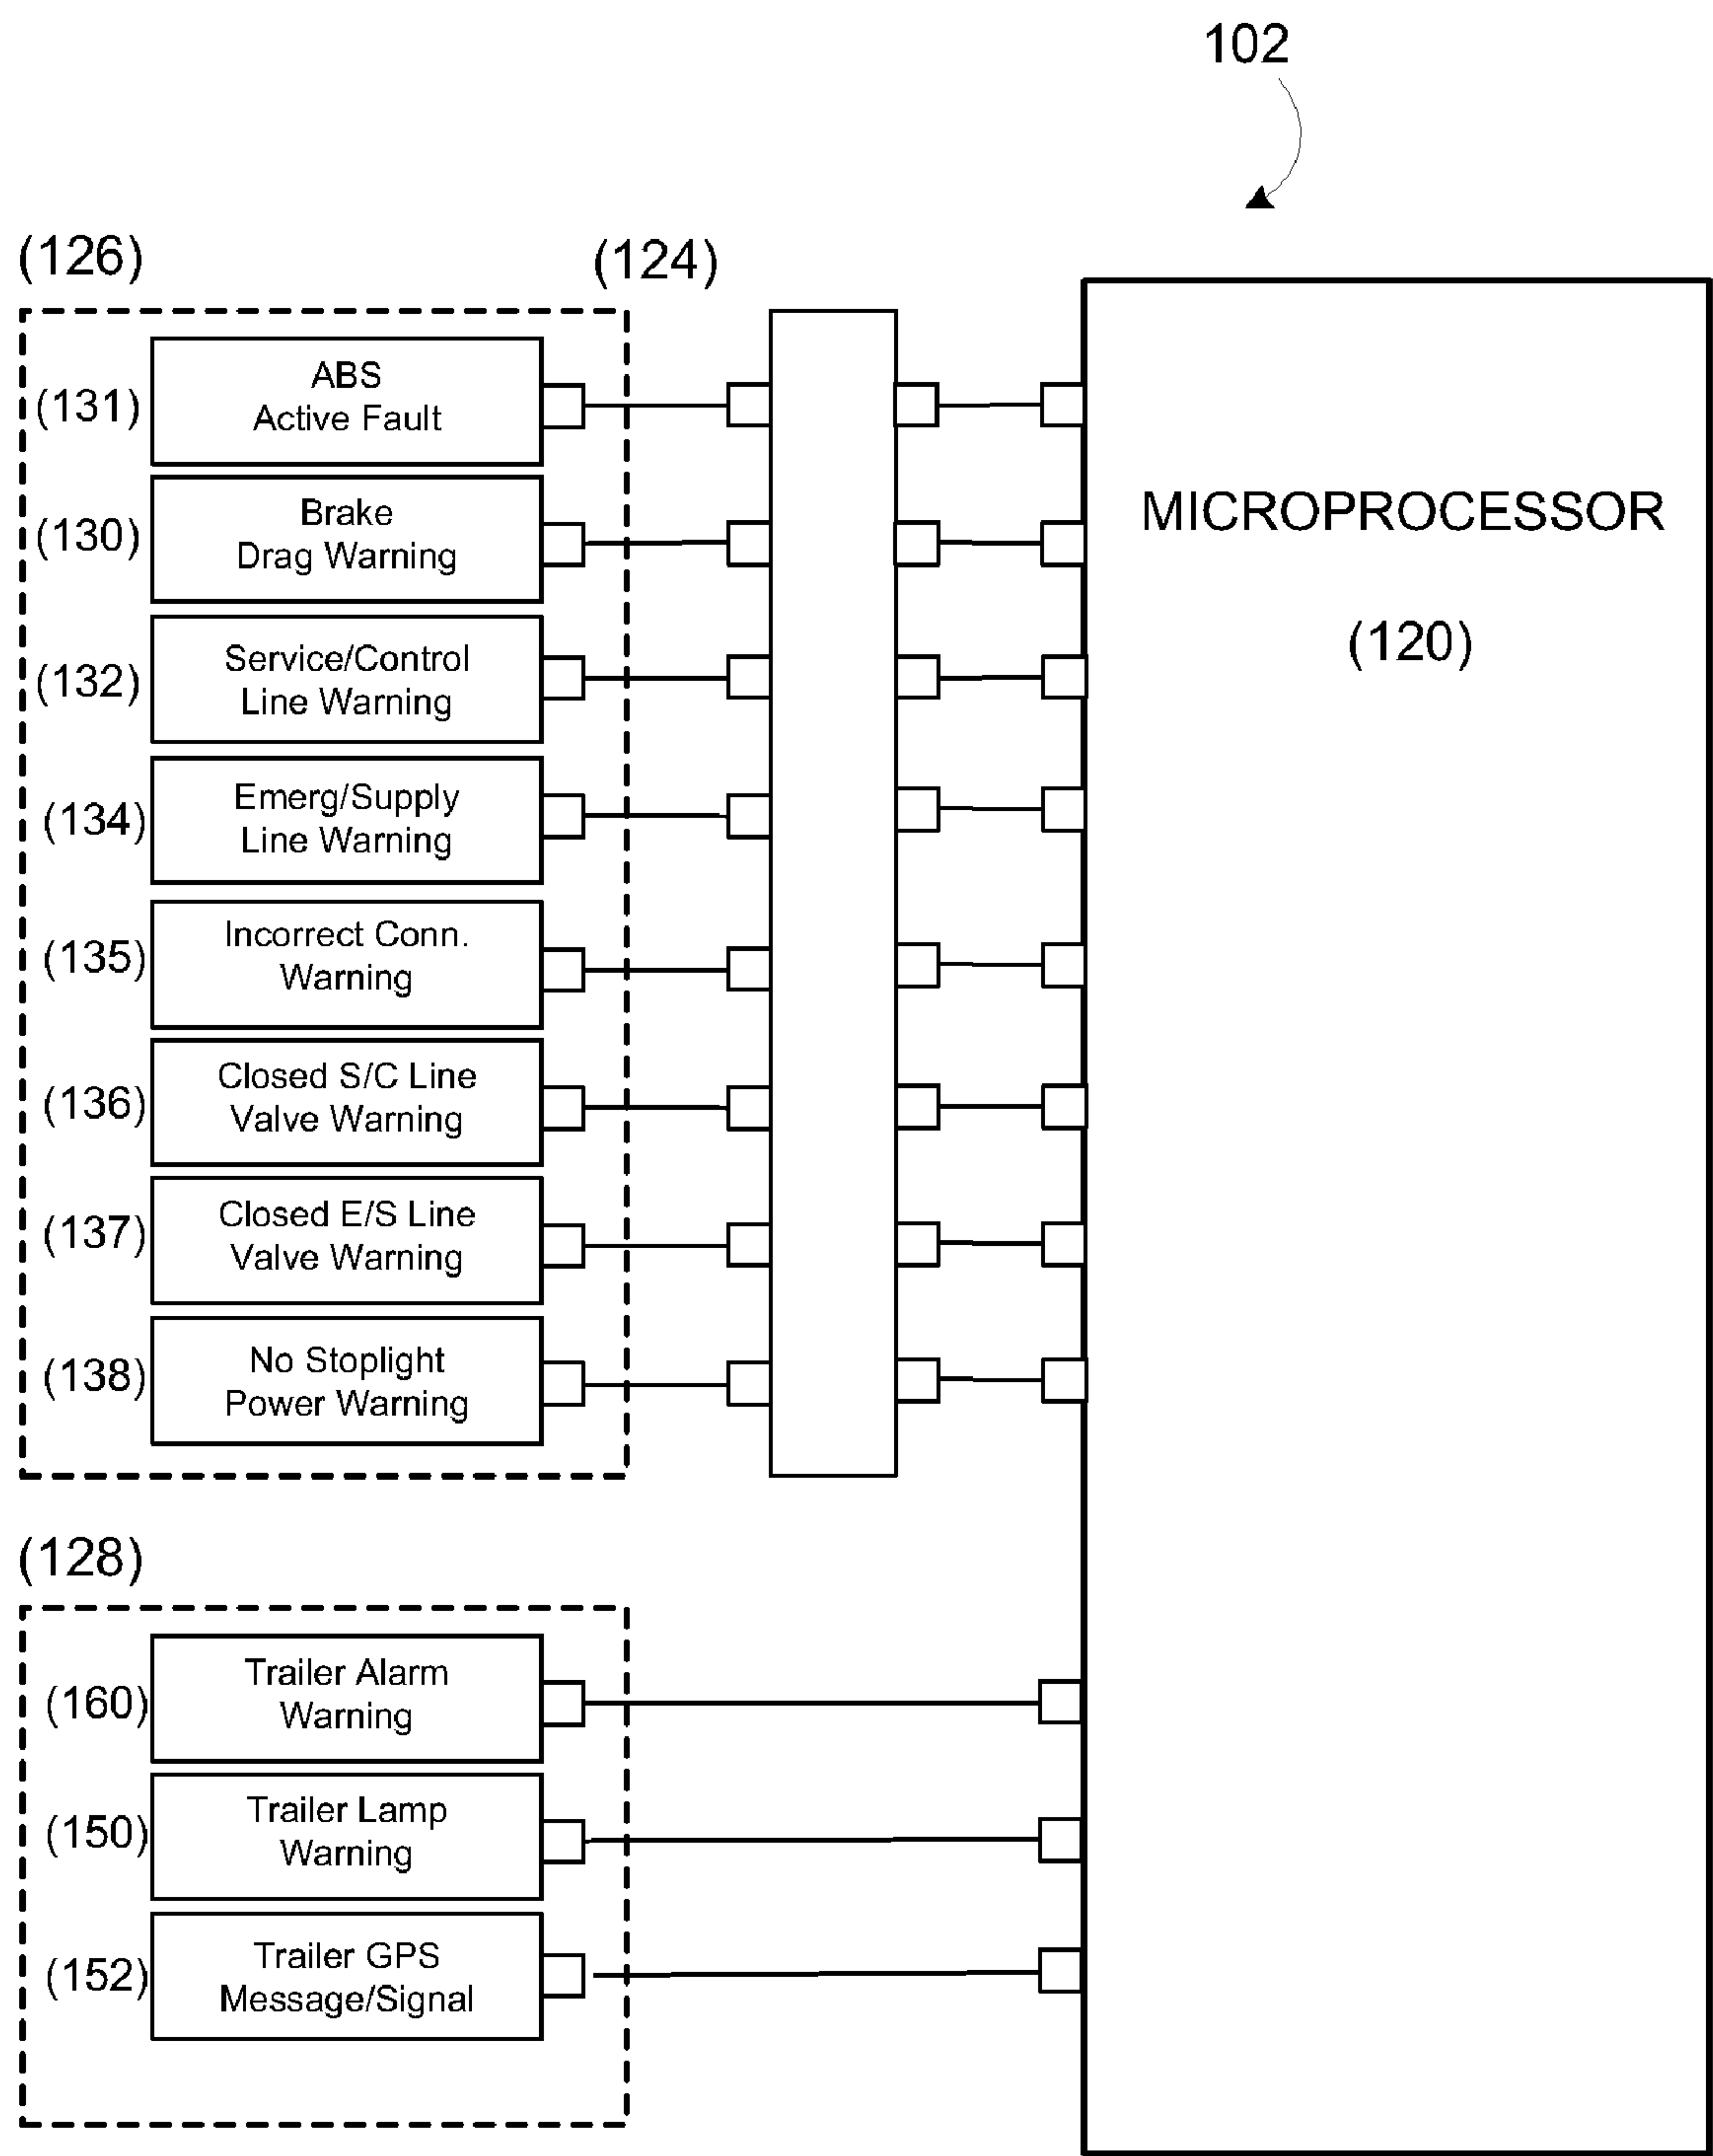 102
(126)
(124)
(131)
ABS
Active Fault
(130)
Brake
Drag Warning
MICROPROCESSOR
(120)
(132)
Service/Control
Line Warning
(134)
Emerg/Supply
Line Warning
(135)
Incorrect Conn.
Warning
(136)
Closed S/C Line
Valve Warning
(137)
Closed E/S Line
Valve Warning
(138)
No Stoplight
Power Warning
(128)
(160)
Trailer Alarm
Warning
(150)
Trailer Lamp
Warning
(152)
Trailer GPS
Message/Signal